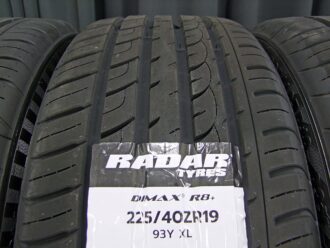 RADAR
TYRES
DIMAX R8+
225/40ZR19
93Y XL